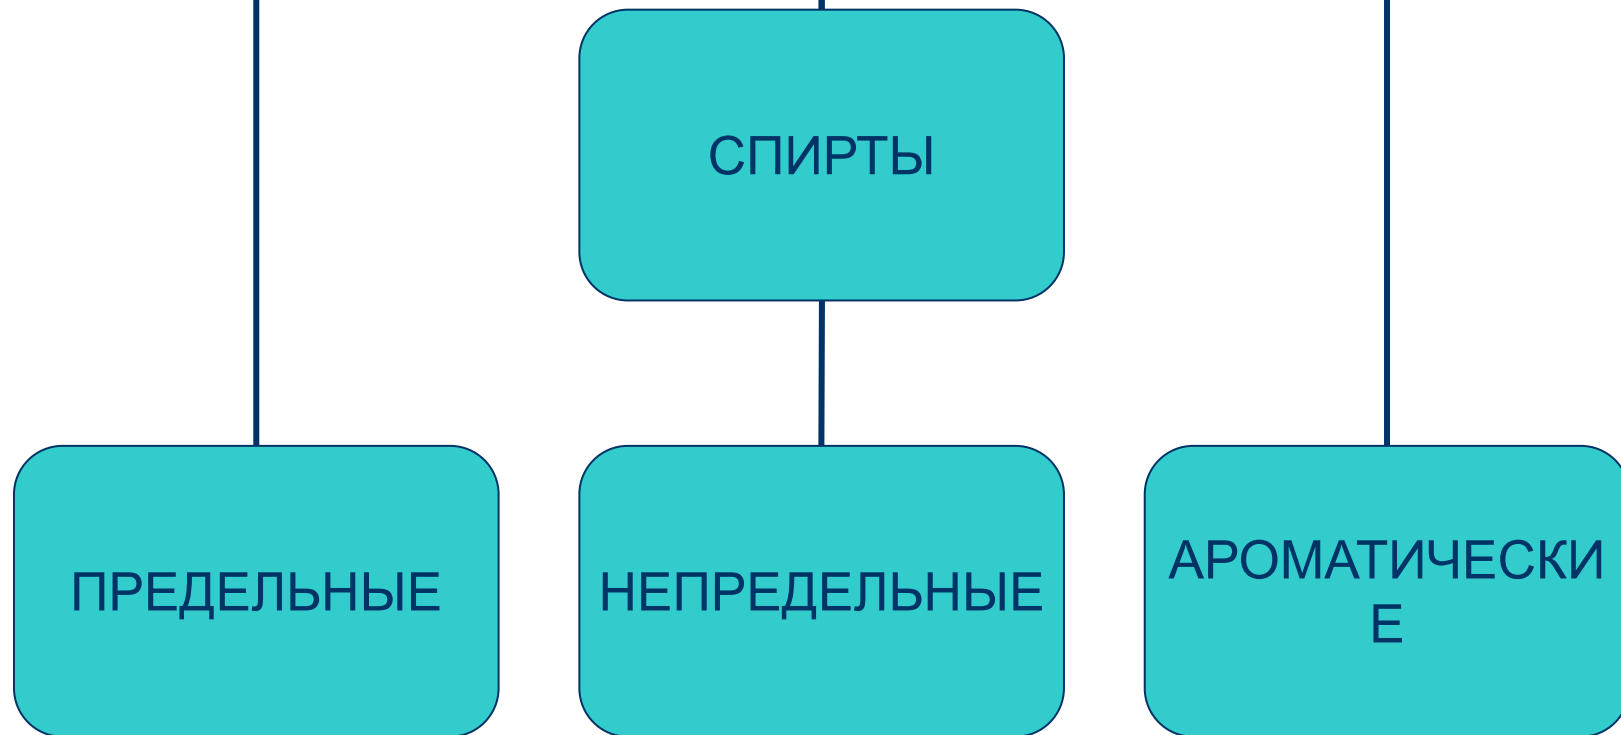 СПИРТЫ
ПРЕДЕЛЬНЫЕ
НЕПРЕДЕЛЬНЫЕ
АРОМАТИЧЕСКИ
Е